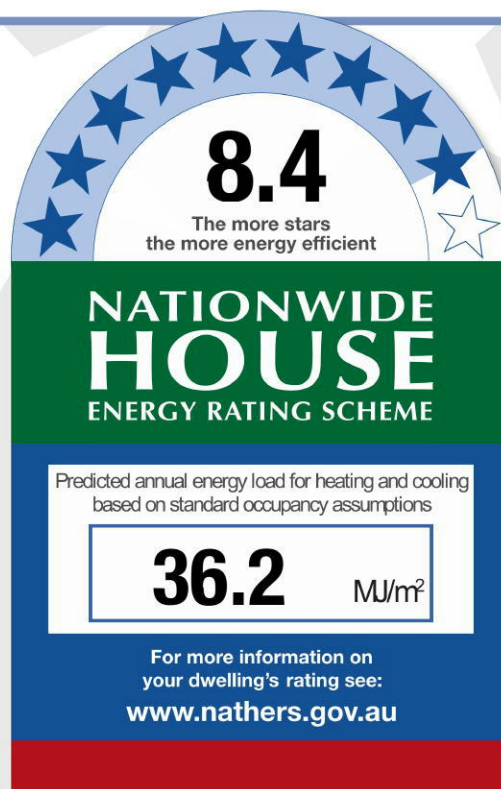 8.4
The more stars
the more energy efficient
NATIONWIDE
HOUSE
ENERGY RATING SCHEME
Predicted annual energy load for heating and cooling
based on standard occupancy assumptions
36.2 MJ/m²
For more information on
your dwelling's rating see:
www.nathers.gov.au